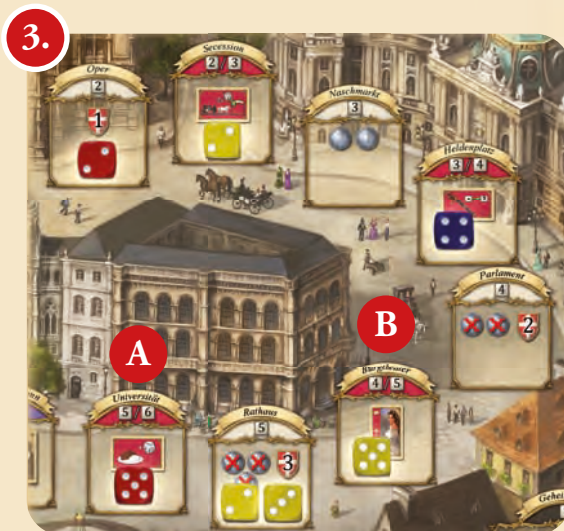 3.
Oper
2
1
Secession
2 / 3
Naschmarkt
3
Heldenplatz
3 / 4
Parlament
4
2
A
Universität
5 / 6
Rathaus
5
3
B
Burgtheater
4 / 5